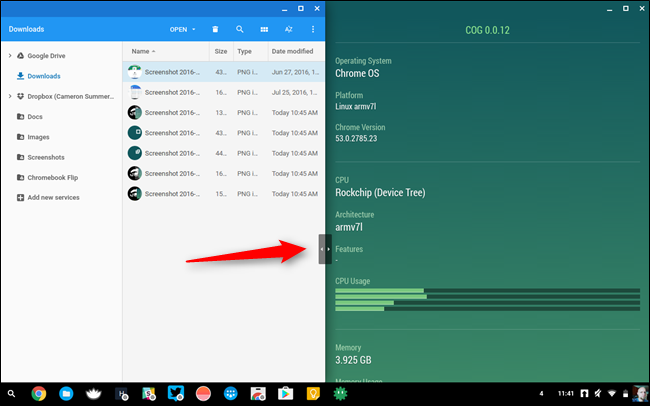 Downloads
OPEN
Google Drive
Downloads
Dropbox (Cameron Summer...
Docs
Images
Screenshots
Chromebook Flip
Add new services
Name Size Type Date modified
Screenshot 2016-... 43... PNG i... Jun 27, 2016, 1...
Screenshot 2016-... 16... PNG i... Jul 25, 2016, 1...
Screenshot 2016-... 13... PNG i... Today 10:45 AM
Screenshot 2016-... 43... PNG i... Today 10:45 AM
Screenshot 2016-... 44... PNG i... Today 10:45 AM
Screenshot 2016-... 16... PNG i... Today 10:45 AM
Screenshot 2016-... 15... PNG i... Today 10:45 AM
COG 0.0.12
Operating System
Chrome OS
Platform
Linux armv7l
Chrome Version
53.0.2785.23
CPU
Rockchip (Device Tree)
Architecture
armv7l
Features
-
CPU Usage
Memory
3.925 GB
Memory Usage
4 11:41